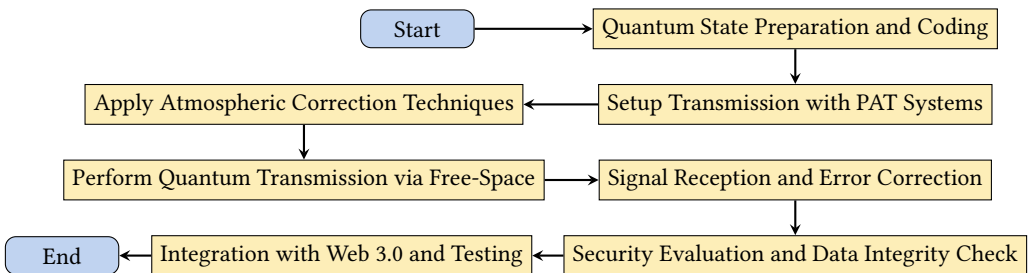 Start
Quantum State Preparation and Coding
Setup Transmission with PAT Systems
Apply Atmospheric Correction Techniques
Perform Quantum Transmission via Free-Space
Signal Reception and Error Correction
Security Evaluation and Data Integrity Check
Integration with Web 3.0 and Testing
End